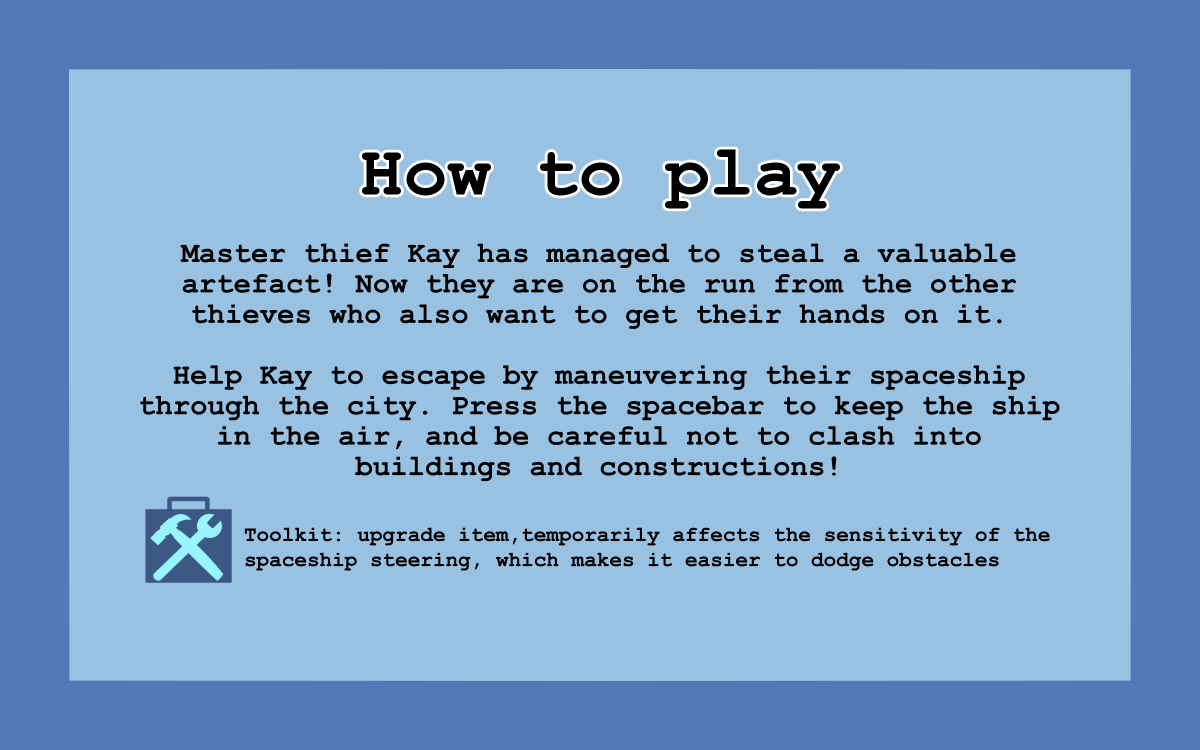 How to play
Master thief Kay has managed to steal a valuable
artefact! Now they are on the run from the other
thieves who also want to get their hands on it.
Help Kay to escape by maneuvering their spaceship
through the city. Press the spacebar to keep the ship
in the air, and be careful not to clash into
buildings and constructions!
Toolkit: upgrade item,temporarily affects the sensitivity of the
spaceship steering, which makes it easier to dodge obstacles